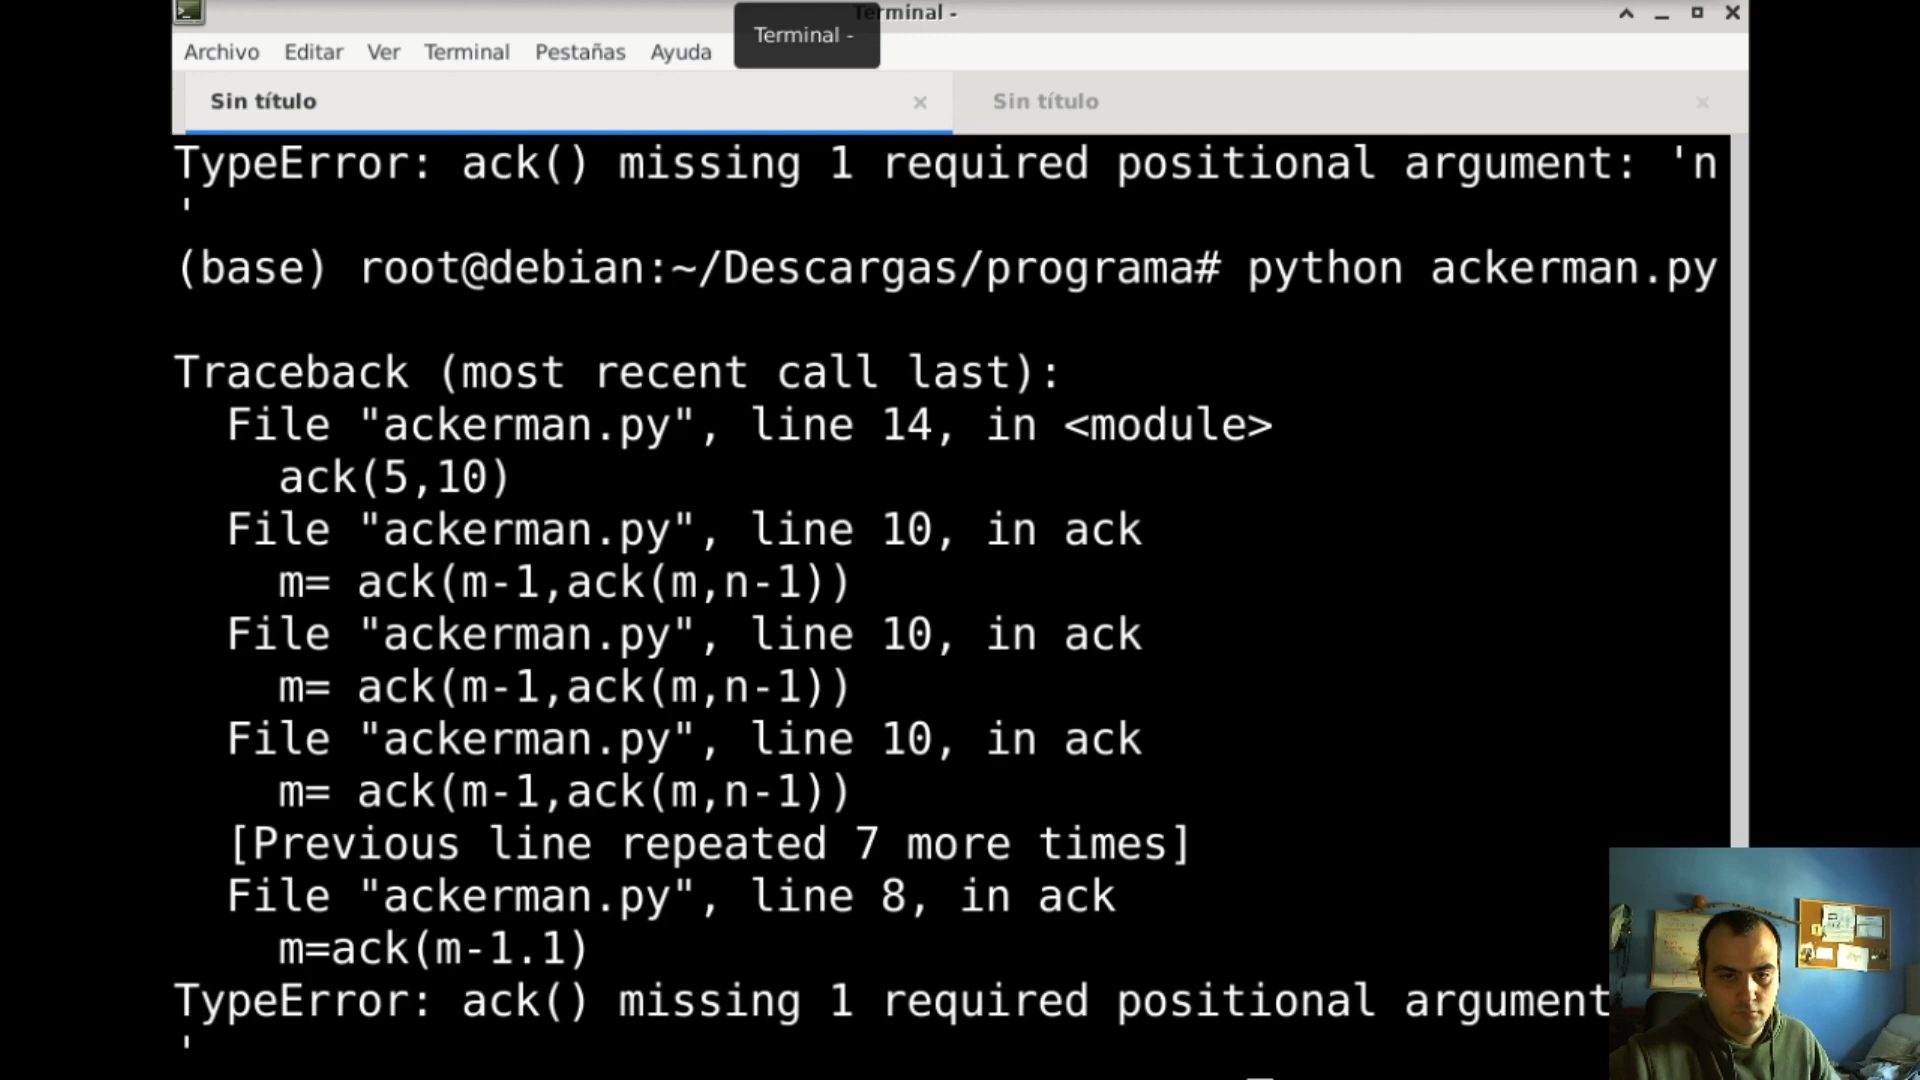 Terminal -
Terminal -
Archivo Editar Ver Terminal Pestañas Ayuda
Sin título
Sin título
TypeError: ack() missing 1 required positional argument: 'n
'
(base) root@debian:~/Descargas/programa# python ackerman.py
Traceback (most recent call last):
  File "ackerman.py", line 14, in <module>
    ack(5,10)
  File "ackerman.py", line 10, in ack
    m= ack(m-1,ack(m,n-1))
  File "ackerman.py", line 10, in ack
    m= ack(m-1,ack(m,n-1))
  File "ackerman.py", line 10, in ack
    m= ack(m-1,ack(m,n-1))
  [Previous line repeated 7 more times]
  File "ackerman.py", line 8, in ack
    m=ack(m-1.1)
TypeError: ack() missing 1 required positional argument
'